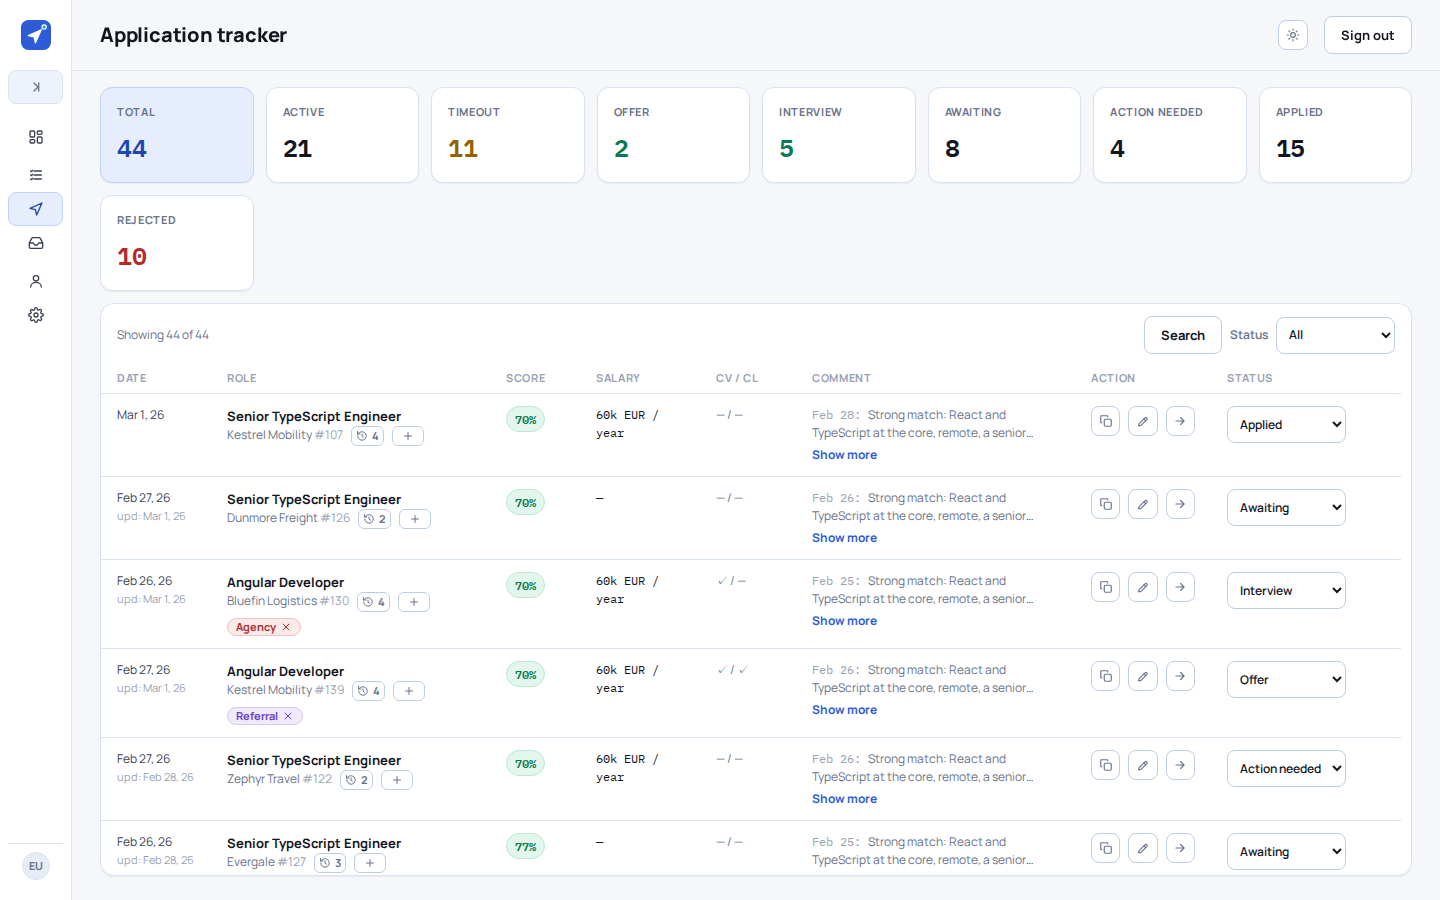 Application tracker
Sign out
TOTAL
44
ACTIVE
21
TIMEOUT
11
OFFER
2
INTERVIEW
5
AWAITING
8
ACTION NEEDED
4
APPLIED
15
REJECTED
10
Showing 44 of 44
Search
Status
All
DATE ROLE SCORE SALARY CV / CL COMMENT ACTION STATUS
Mar 1, 26
Senior TypeScript Engineer
Kestrel Mobility #107 4 +
70%
60k EUR /
year
– / –
Feb 28: Strong match: React and
TypeScript at the core, remote, a senior…
Show more
Applied
Feb 27, 26
upd: Mar 1, 26
Senior TypeScript Engineer
Dunmore Freight #126 2 +
70%
–
– / –
Feb 26: Strong match: React and
TypeScript at the core, remote, a senior…
Show more
Awaiting
Feb 26, 26
upd: Mar 1, 26
Angular Developer
Bluefin Logistics #130 4 +
Agency ×
70%
60k EUR /
year
✓ / –
Feb 25: Strong match: React and
TypeScript at the core, remote, a senior…
Show more
Interview
Feb 27, 26
upd: Mar 1, 26
Angular Developer
Kestrel Mobility #139 4 +
Referral ×
70%
60k EUR /
year
✓ / ✓
Feb 26: Strong match: React and
TypeScript at the core, remote, a senior…
Show more
Offer
Feb 27, 26
upd: Feb 28, 26
Senior TypeScript Engineer
Zephyr Travel #122 2 +
70%
60k EUR /
year
– / –
Feb 26: Strong match: React and
TypeScript at the core, remote, a senior…
Show more
Action needed
Feb 26, 26
upd: Feb 28, 26
Senior TypeScript Engineer
Evergale #127 3 +
77%
–
– / –
Feb 25: Strong match: React and
TypeScript at the core, remote, a senior…
Awaiting
EU